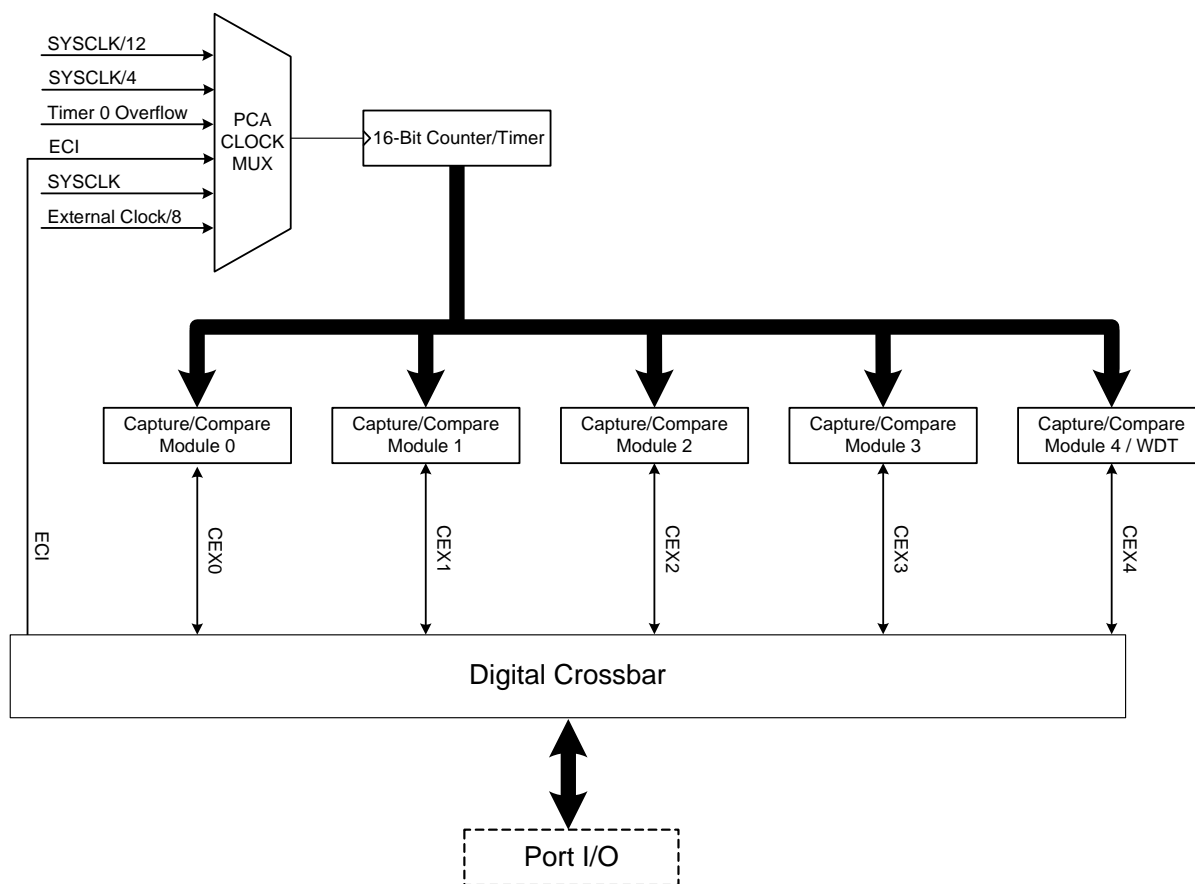 SYSCLK/12
SYSCLK/4
Timer 0 Overflow
ECI
SYSCLK
External Clock/8
PCA
CLOCK
MUX
16-Bit Counter/Timer
Capture/Compare
Module 0
Capture/Compare
Module 1
Capture/Compare
Module 2
Capture/Compare
Module 3
Capture/Compare
Module 4 / WDT
ECI
CEX0
CEX1
CEX2
CEX3
CEX4
Digital Crossbar
Port I/O